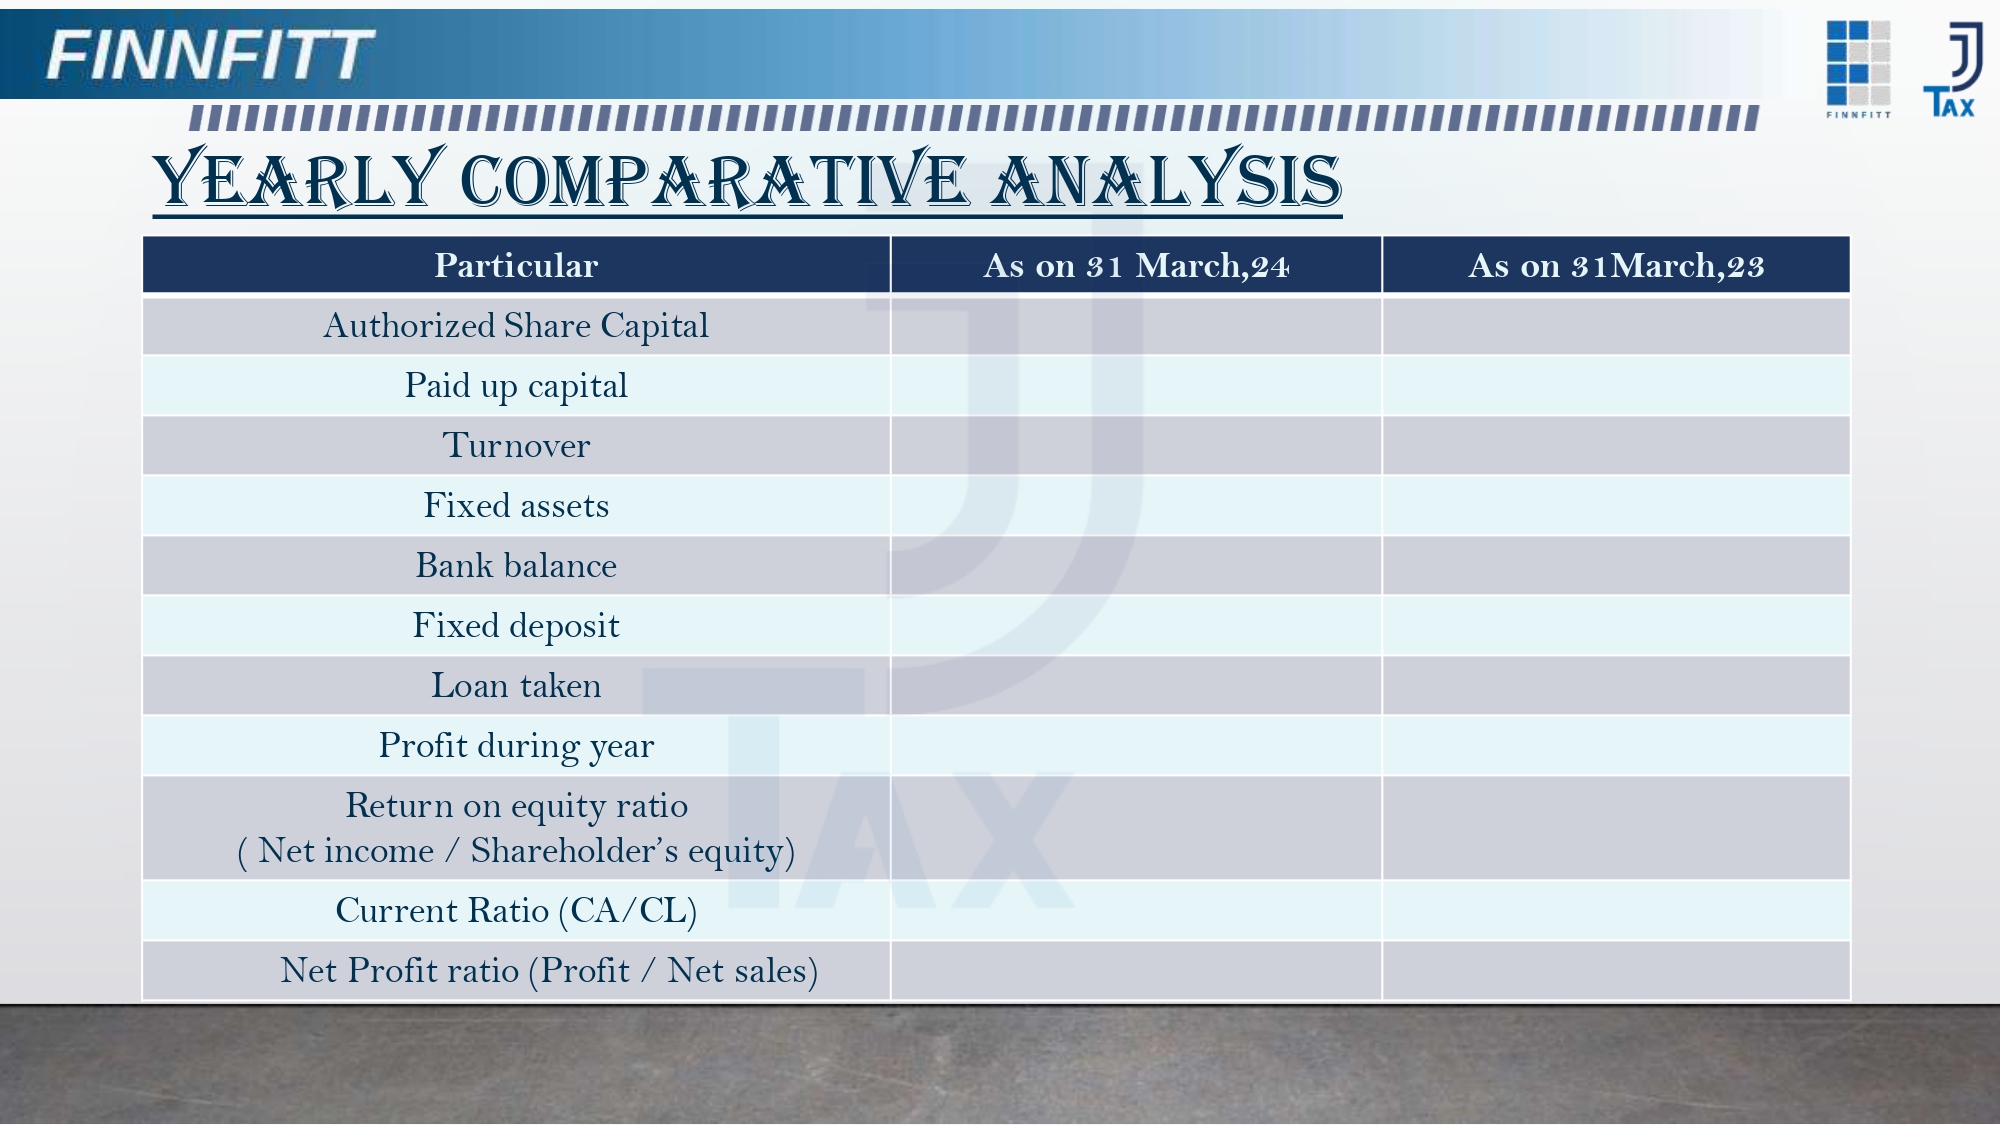 FINNFITT
FINNFITT
J TAX
YEARLY COMPARATIVE ANALYSIS
Particular As on 31 March,24 As on 31March,23
Authorized Share Capital
Paid up capital
Turnover
Fixed assets
Bank balance
Fixed deposit
Loan taken
Profit during year
Return on equity ratio
( Net income / Shareholder’s equity)
Current Ratio (CA/CL)
Net Profit ratio (Profit / Net sales)
J TAX